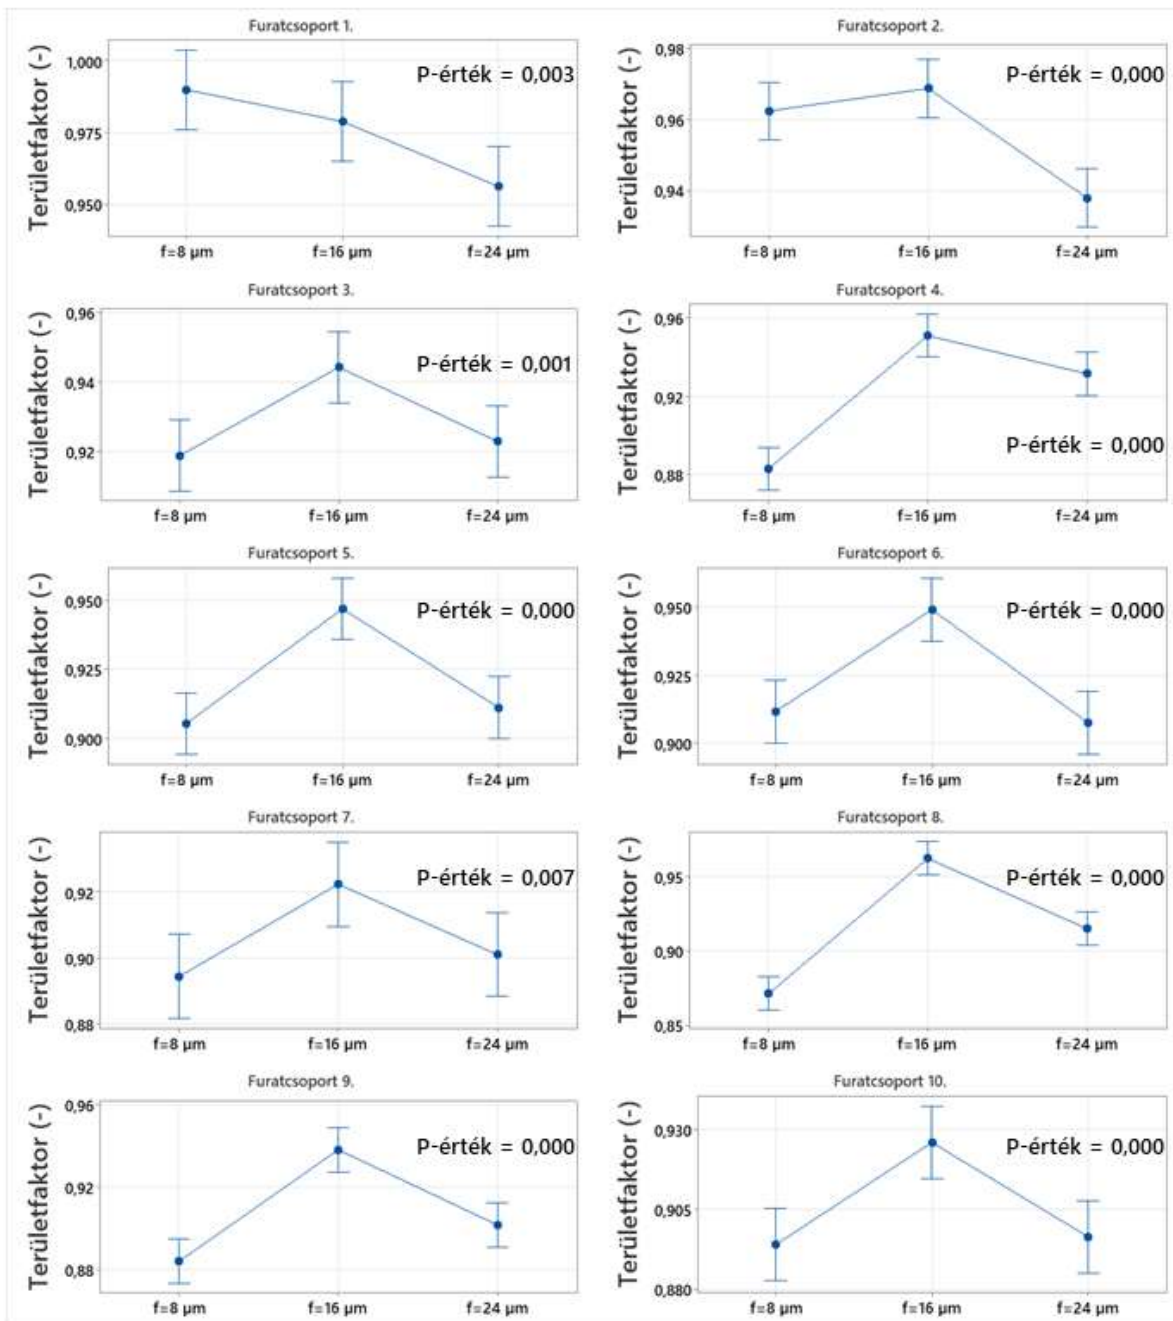 Furatcsoport 1.
Területfaktor (-)
1,000
0,975
0,950
P-érték = 0,003
f=8 µm f=16 µm f=24 µm
Furatcsoport 2.
Területfaktor (-)
0,98
0,96
0,94
P-érték = 0,000
f=8 µm f=16 µm f=24 µm
Furatcsoport 3.
Területfaktor (-)
0,96
0,94
0,92
P-érték = 0,001
f=8 µm f=16 µm f=24 µm
Furatcsoport 4.
Területfaktor (-)
0,96
0,92
0,88
P-érték = 0,000
f=8 µm f=16 µm f=24 µm
Furatcsoport 5.
Területfaktor (-)
0,950
0,925
0,900
P-érték = 0,000
f=8 µm f=16 µm f=24 µm
Furatcsoport 6.
Területfaktor (-)
0,950
0,925
0,900
P-érték = 0,000
f=8 µm f=16 µm f=24 µm
Furatcsoport 7.
Területfaktor (-)
0,92
0,90
0,88
P-érték = 0,007
f=8 µm f=16 µm f=24 µm
Furatcsoport 8.
Területfaktor (-)
0,95
0,90
0,85
P-érték = 0,000
f=8 µm f=16 µm f=24 µm
Furatcsoport 9.
Területfaktor (-)
0,96
0,92
0,88
P-érték = 0,000
f=8 µm f=16 µm f=24 µm
Furatcsoport 10.
Területfaktor (-)
0,930
0,905
0,880
P-érték = 0,000
f=8 µm f=16 µm f=24 µm